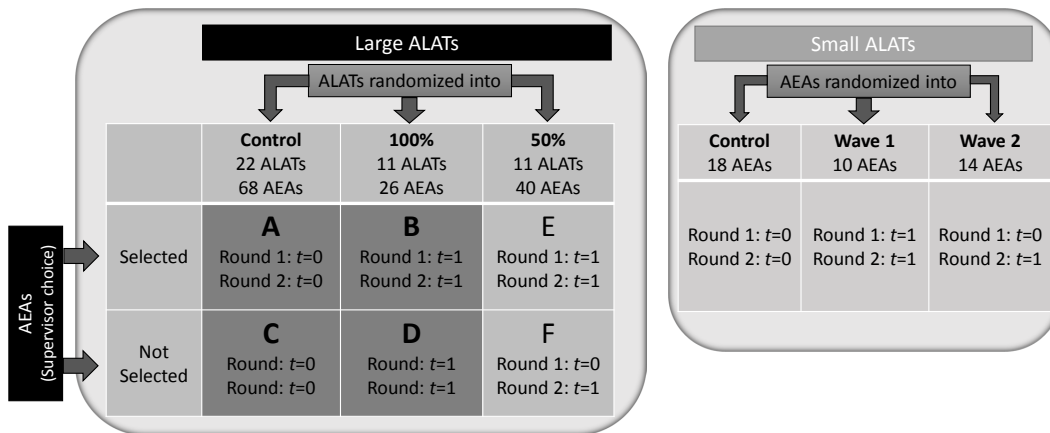 Large ALATs
ALATs randomized into
Control
22 ALATs
68 AEAs
100%
11 ALATs
26 AEAs
50%
11 ALATs
40 AEAs
AEAs
(Supervisor choice)
Selected
A
Round 1: t=0
Round 2: t=0
B
Round 1: t=1
Round 2: t=1
E
Round 1: t=1
Round 2: t=1
Not
Selected
C
Round: t=0
Round: t=0
D
Round: t=1
Round: t=1
F
Round 1: t=0
Round 2: t=1
Small ALATs
AEAs randomized into
Control
18 AEAs
Wave 1
10 AEAs
Wave 2
14 AEAs
Round 1: t=0
Round 2: t=0
Round 1: t=1
Round 2: t=1
Round 1: t=0
Round 2: t=1